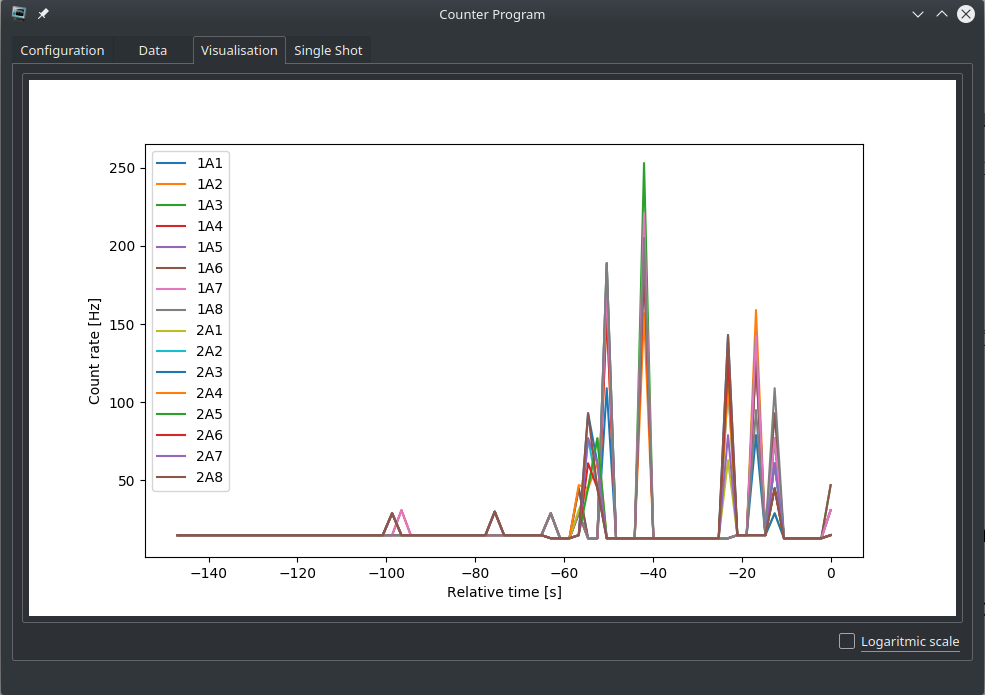 Counter Program
Configuration Data Visualisation Single Shot
1A1
1A2
1A3
1A4
1A5
1A6
1A7
1A8
2A1
2A2
2A3
2A4
2A5
2A6
2A7
2A8
250
200
150
100
50
Count rate [Hz]
−140 −120 −100 −80 −60 −40 −20 0
Relative time [s]
Logaritmic scale